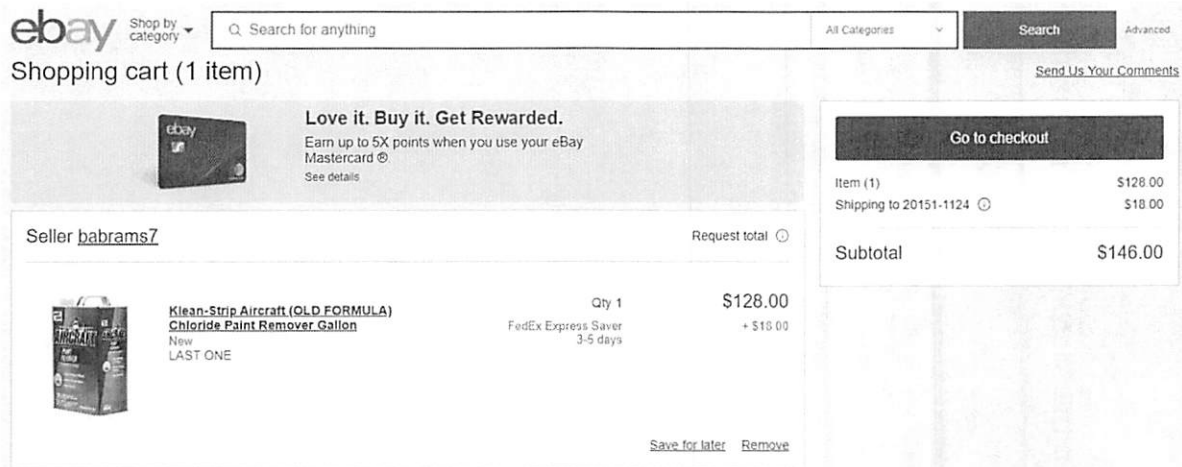 ebay Shop by category Search for anything All Categories Search Advanced
Shopping cart (1 item)
Send Us Your Comments
ebay
Love it. Buy it. Get Rewarded.
Earn up to 5X points when you use your eBay
Mastercard ®
See details
Go to checkout
Item (1) $128.00
Shipping to 20151-1124 $18.00
Subtotal $146.00
Seller babrams7 Request total
AIRCRAFT
Klean-Strip Aircraft (OLD FORMULA)
Chloride Paint Remover Gallon
New
LAST ONE
Qty 1
FedEx Express Saver
3-5 days
$128.00
+ $18.00
Save for later Remove